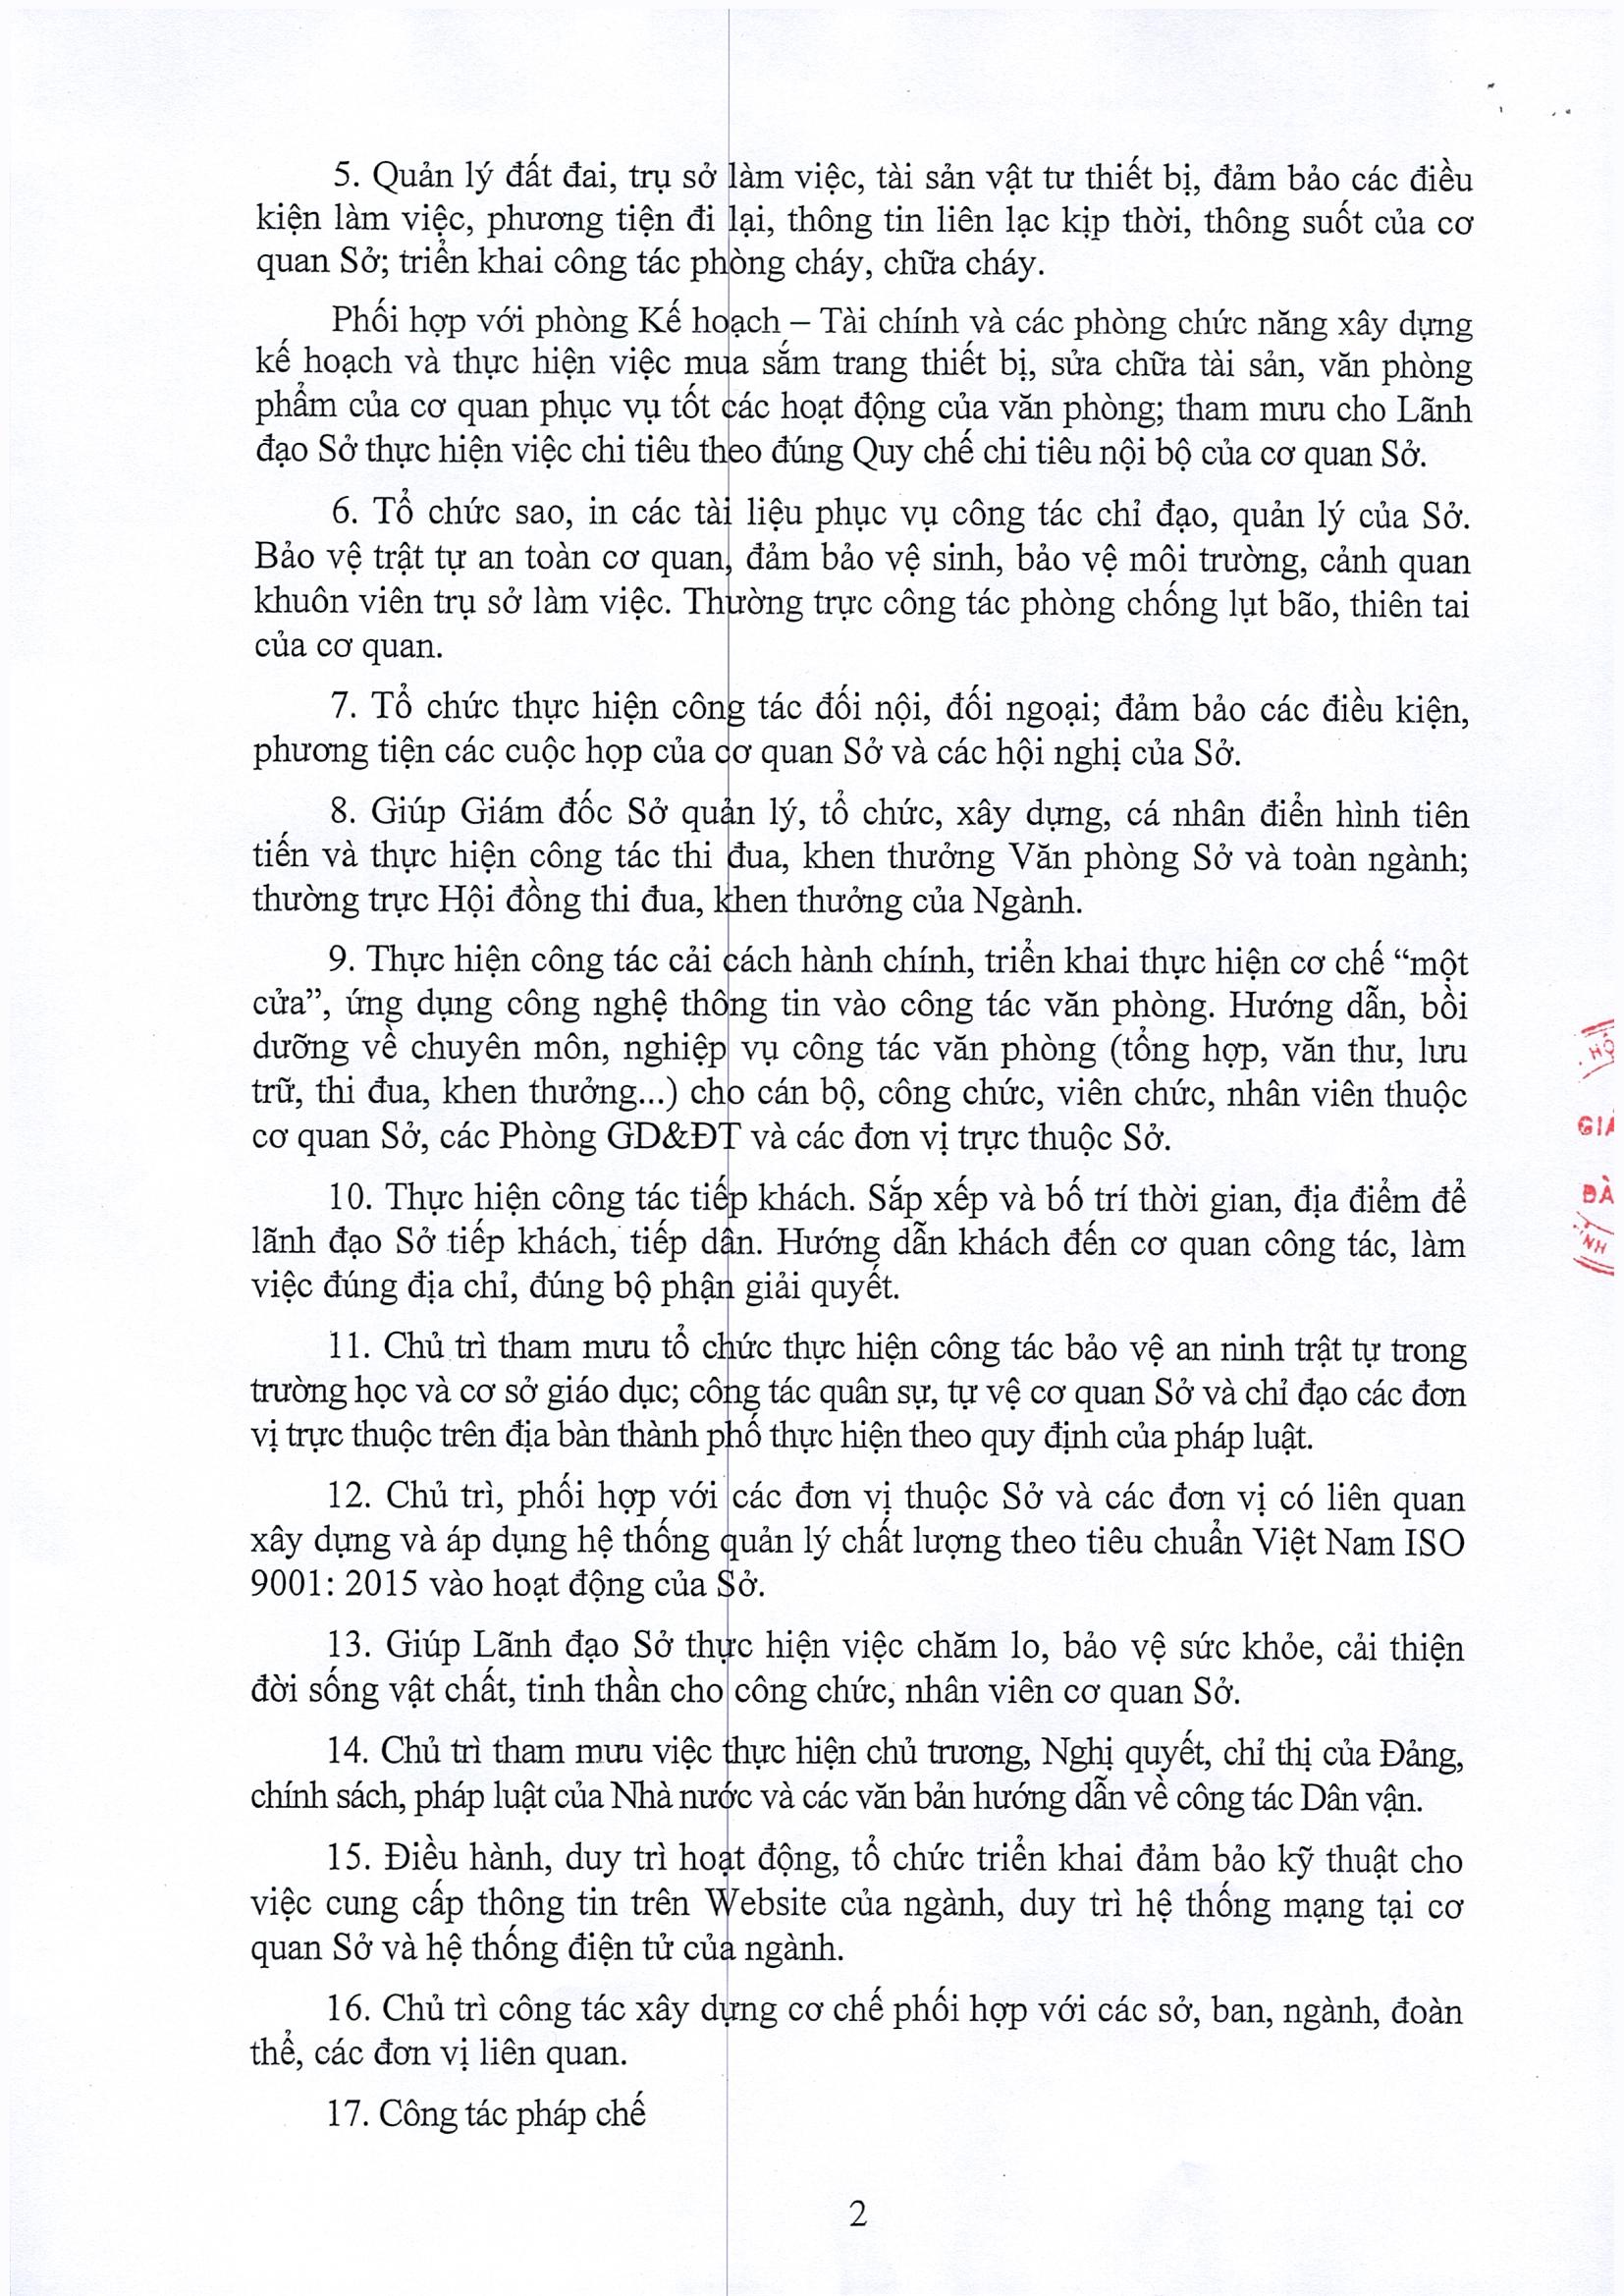 5. Quản lý đất đai, trụ sở làm việc, tài sản vật tư thiết bị, đảm bảo các điều
kiện làm việc, phương tiện đi lại, thông tin liên lạc kịp thời, thông suốt của cơ
quan Sở; triển khai công tác phòng cháy, chữa cháy.
Phối hợp với phòng Kế hoạch – Tài chính và các phòng chức năng xây dựng
kế hoạch và thực hiện việc mua sắm trang thiết bị, sửa chữa tài sản, văn phòng
phẩm của cơ quan phục vụ tốt các hoạt động của văn phòng; tham mưu cho Lãnh
đạo Sở thực hiện việc chi tiêu theo đúng Quy chế chi tiêu nội bộ của cơ quan Sở.
6. Tổ chức sao, in các tài liệu phục vụ công tác chỉ đạo, quản lý của Sở.
Bảo vệ trật tự an toàn cơ quan, đảm bảo vệ sinh, bảo vệ môi trường, cảnh quan
khuôn viên trụ sở làm việc. Thường trực công tác phòng chống lụt bão, thiên tai
của cơ quan.
7. Tổ chức thực hiện công tác đối nội, đối ngoại; đảm bảo các điều kiện,
phương tiện các cuộc họp của cơ quan Sở và các hội nghị của Sở.
8. Giúp Giám đốc Sở quản lý, tổ chức, xây dựng, cá nhân điển hình tiên
tiến và thực hiện công tác thi đua, khen thưởng Văn phòng Sở và toàn ngành;
thường trực Hội đồng thi đua, khen thưởng của Ngành.
9. Thực hiện công tác cải cách hành chính, triển khai thực hiện cơ chế “một
cửa”, ứng dụng công nghệ thông tin vào công tác văn phòng. Hướng dẫn, bồi
dưỡng về chuyên môn, nghiệp vụ công tác văn phòng (tổng hợp, văn thư, lưu
trữ, thi đua, khen thưởng...) cho cán bộ, công chức, viên chức, nhân viên thuộc
cơ quan Sở, các Phòng GD&ĐT và các đơn vị trực thuộc Sở.
10. Thực hiện công tác tiếp khách. Sắp xếp và bố trí thời gian, địa điểm để
lãnh đạo Sở tiếp khách, tiếp dân. Hướng dẫn khách đến cơ quan công tác, làm
việc đúng địa chỉ, đúng bộ phận giải quyết.
11. Chủ trì tham mưu tổ chức thực hiện công tác bảo vệ an ninh trật tự trong
trường học và cơ sở giáo dục; công tác quân sự, tự vệ cơ quan Sở và chỉ đạo các đơn
vị trực thuộc trên địa bàn thành phố thực hiện theo quy định của pháp luật.
12. Chủ trì, phối hợp với các đơn vị thuộc Sở và các đơn vị có liên quan
xây dựng và áp dụng hệ thống quản lý chất lượng theo tiêu chuẩn Việt Nam ISO
9001: 2015 vào hoạt động của Sở.
13. Giúp Lãnh đạo Sở thực hiện việc chăm lo, bảo vệ sức khỏe, cải thiện
đời sống vật chất, tinh thần cho công chức, nhân viên cơ quan Sở.
14. Chủ trì tham mưu việc thực hiện chủ trương, Nghị quyết, chỉ thị của Đảng,
chính sách, pháp luật của Nhà nước và các văn bản hướng dẫn về công tác Dân vận.
15. Điều hành, duy trì hoạt động, tổ chức triển khai đảm bảo kỹ thuật cho
việc cung cấp thông tin trên Website của ngành, duy trì hệ thống mạng tại cơ
quan Sở và hệ thống điện tử của ngành.
16. Chủ trì công tác xây dựng cơ chế phối hợp với các sở, ban, ngành, đoàn
thể, các đơn vị liên quan.
17. Công tác pháp chế
2